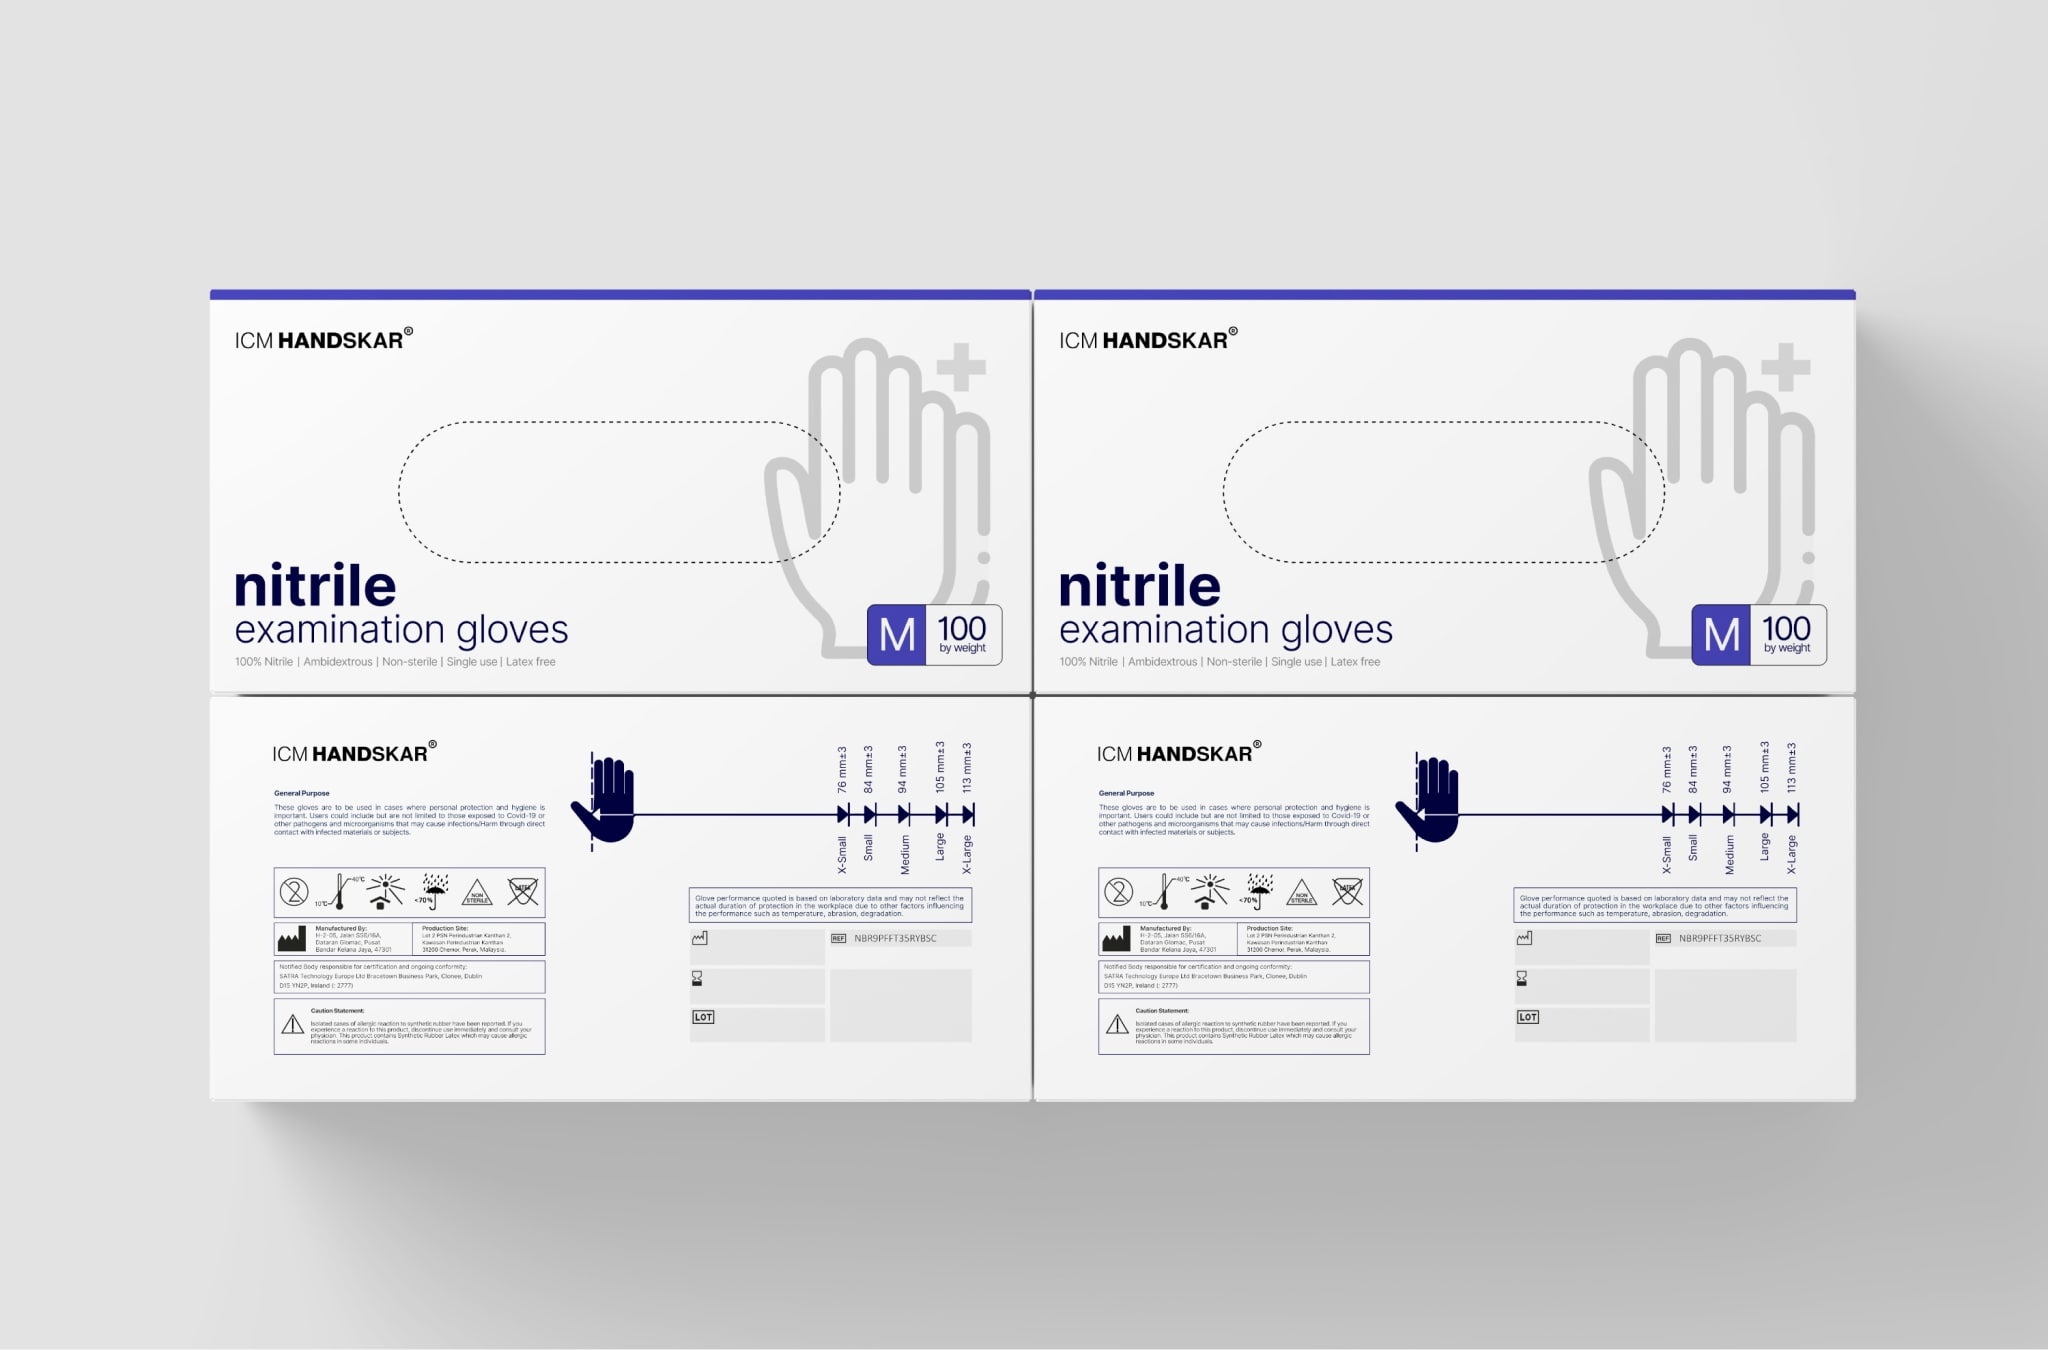 ICM HANDSKAR®
nitrile
examination gloves
100% Nitrile | Ambidextrous | Non-sterile | Single use | Latex free
M
100
by weight
ICM HANDSKAR®
nitrile
examination gloves
100% Nitrile | Ambidextrous | Non-sterile | Single use | Latex free
M
100
by weight
ICM HANDSKAR®
General Purpose
These gloves are to be used in cases where personal protection and hygiene is
important. Users could include but are not limited to those exposed to Covid-19 or
other pathogens and microorganisms that may cause infections/Harm through direct
contact with infected materials or subjects.
2
10°C
40°C
<70%
NON
STERILE
LATEX
Manufactured By:
H-2-05, Jalan SS6/16A,
Dataran Glomac, Pusat
Bandar Kelana Jaya, 47301
Production Site:
Lot 2 PSN Perindustrian Kanthan 2,
Kawasan Perindustrian Kanthan
31200 Chemor, Perak, Malaysia.
Notified Body responsible for certification and ongoing conformity:
SATRA Technology Europe Ltd Bracetown Business Park, Clonee, Dublin
D15 YN2P, Ireland (: 2777)
Caution Statement:
Isolated cases of allergic reaction to synthetic rubber have been reported. If you
experience a reaction to this product, discontinue use immediately and consult your
physician. This product contains Synthetic Rubber Latex which may cause allergic
reactions in some individuals.
76 mm±3
84 mm±3
94 mm±3
105 mm±3
113 mm±3
X-Small
Small
Medium
Large
X-Large
Glove performance quoted is based on laboratory data and may not reflect the
actual duration of protection in the workplace due to other factors influencing
the performance such as temperature, abrasion, degradation.
REF NBR9PFFT35RYBSC
LOT
ICM HANDSKAR®
General Purpose
These gloves are to be used in cases where personal protection and hygiene is
important. Users could include but are not limited to those exposed to Covid-19 or
other pathogens and microorganisms that may cause infections/Harm through direct
contact with infected materials or subjects.
2
10°C
40°C
<70%
NON
STERILE
LATEX
Manufactured By:
H-2-05, Jalan SS6/16A,
Dataran Glomac, Pusat
Bandar Kelana Jaya, 47301
Production Site:
Lot 2 PSN Perindustrian Kanthan 2,
Kawasan Perindustrian Kanthan
31200 Chemor, Perak, Malaysia.
Notified Body responsible for certification and ongoing conformity:
SATRA Technology Europe Ltd Bracetown Business Park, Clonee, Dublin
D15 YN2P, Ireland (: 2777)
Caution Statement:
Isolated cases of allergic reaction to synthetic rubber have been reported. If you
experience a reaction to this product, discontinue use immediately and consult your
physician. This product contains Synthetic Rubber Latex which may cause allergic
reactions in some individuals.
76 mm±3
84 mm±3
94 mm±3
105 mm±3
113 mm±3
X-Small
Small
Medium
Large
X-Large
Glove performance quoted is based on laboratory data and may not reflect the
actual duration of protection in the workplace due to other factors influencing
the performance such as temperature, abrasion, degradation.
REF NBR9PFFT35RYBSC
LOT